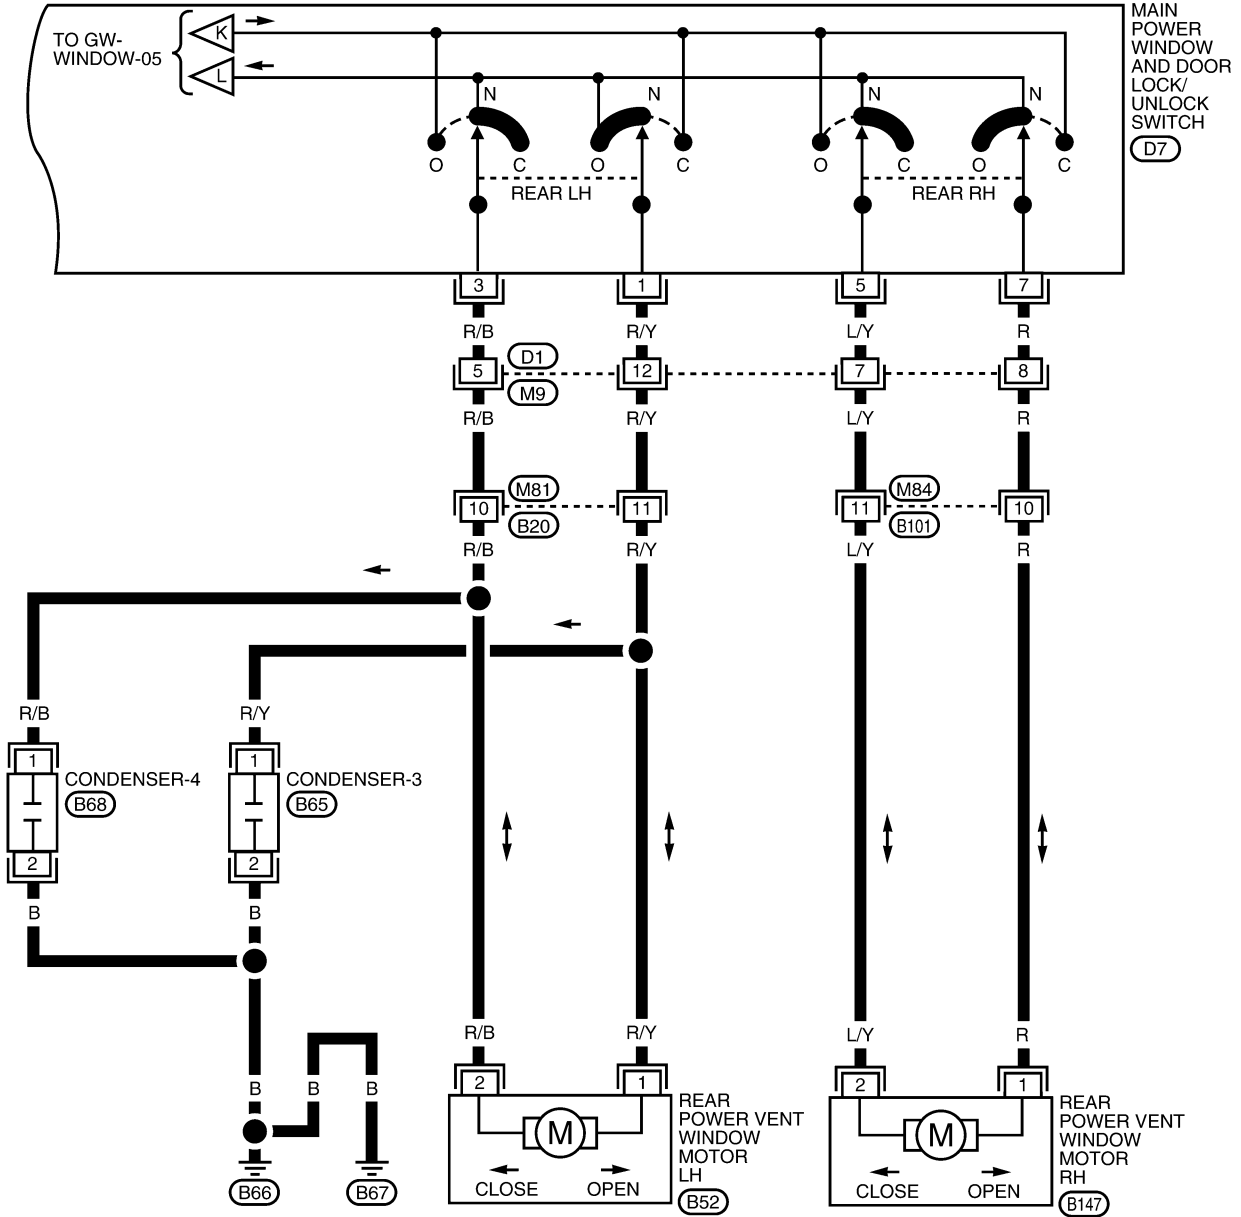 TO GW-
WINDOW-05
K
L
MAIN
POWER
WINDOW
AND DOOR
LOCK/
UNLOCK
SWITCH
D7
N N N N
O C O C O C O C
REAR LH REAR RH
3 1 5 7
R/B R/Y L/Y R
D1
5 12 7 8
M9
R/B R/Y L/Y R
M81 M84
10 11 11 10
B20 B101
R/B R/Y L/Y R
R/B R/Y
1 1
CONDENSER-4 CONDENSER-3
B68 B65
2 2
B B
R/B R/Y L/Y R
B B B
2 1 2 1
REAR
POWER VENT
WINDOW
MOTOR
LH
B52
M
CLOSE OPEN
REAR
POWER VENT
WINDOW
MOTOR
RH
B147
M
CLOSE OPEN
B66 B67